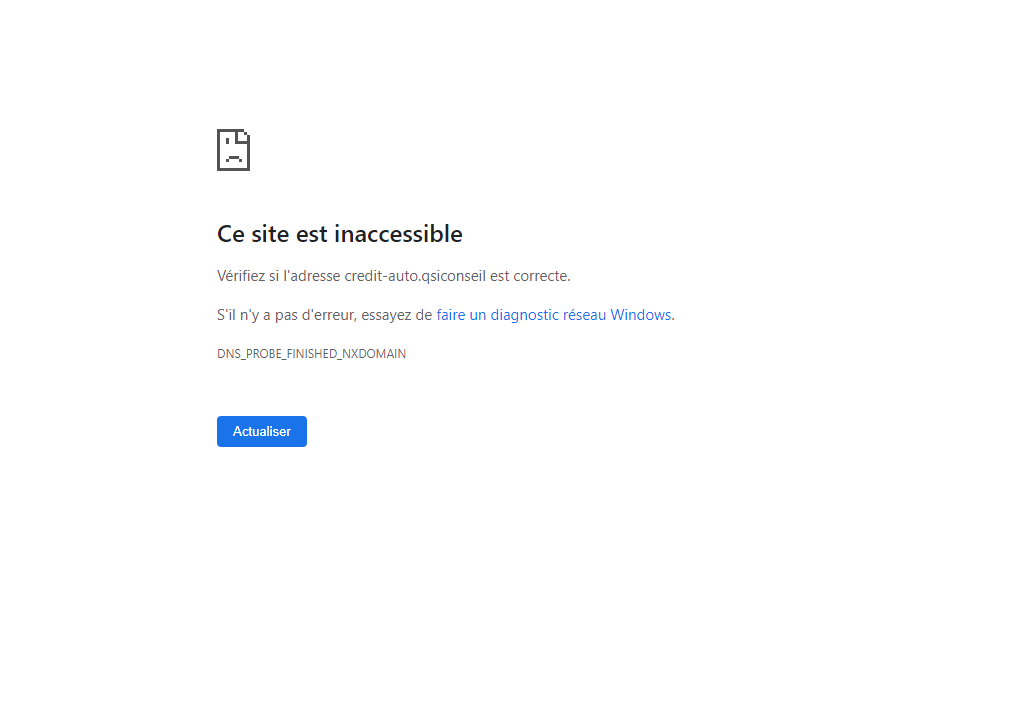 Ce site est inaccessible
Vérifiez si l'adresse credit-auto.qsiconseil est correcte.
S'il n'y a pas d'erreur, essayez de faire un diagnostic réseau Windows.
DNS_PROBE_FINISHED_NXDOMAIN
Actualiser